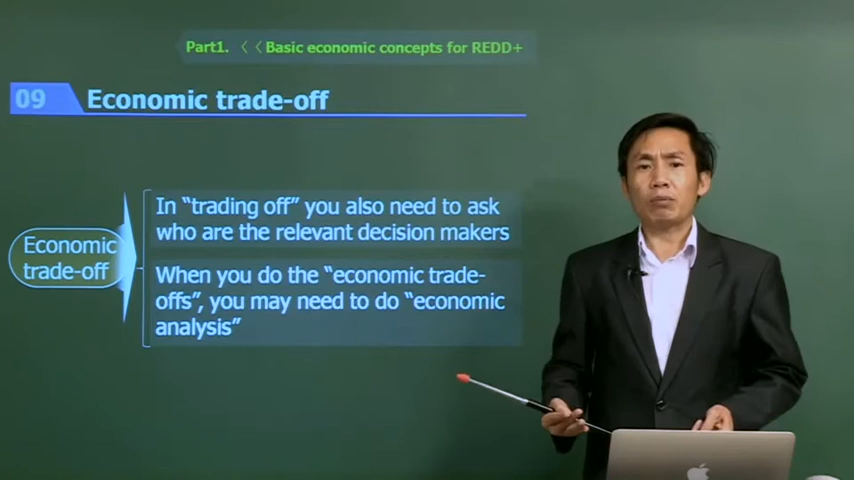 Part1. 〈〈 Basic economic concepts for REDD+
09 Economic trade-off
Economic
trade-off
In “trading off” you also need to ask
who are the relevant decision makers
When you do the “economic trade-
offs”, you may need to do “economic
analysis”